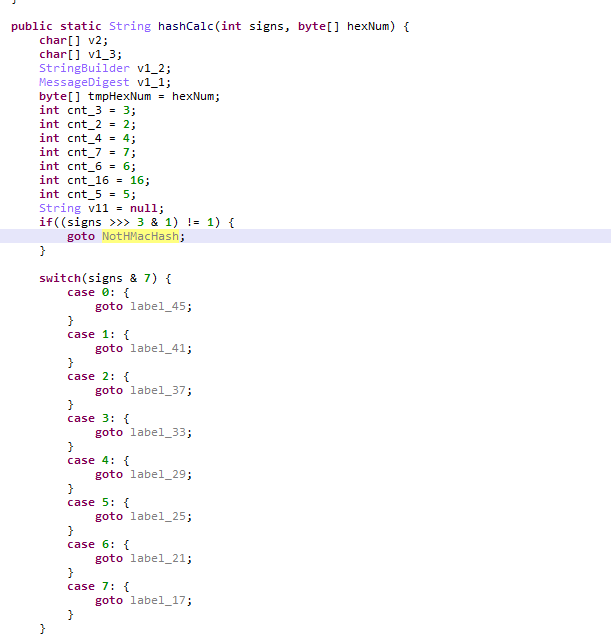 public static String hashCalc(int signs, byte[] hexNum) {
char[] v2;
char[] v1_3;
StringBuilder v1_2;
MessageDigest v1_1;
byte[] tmpHexNum = hexNum;
int cnt_3 = 3;
int cnt_2 = 2;
int cnt_4 = 4;
int cnt_7 = 7;
int cnt_6 = 6;
int cnt_16 = 16;
int cnt_5 = 5;
String v11 = null;
if((signs >>> 3 & 1) != 1) {
goto NotHMacHash;
}
switch(signs & 7) {
case 0: {
goto label_45;
}
case 1: {
goto label_41;
}
case 2: {
goto label_37;
}
case 3: {
goto label_33;
}
case 4: {
goto label_29;
}
case 5: {
goto label_25;
}
case 6: {
goto label_21;
}
case 7: {
goto label_17;
}
}